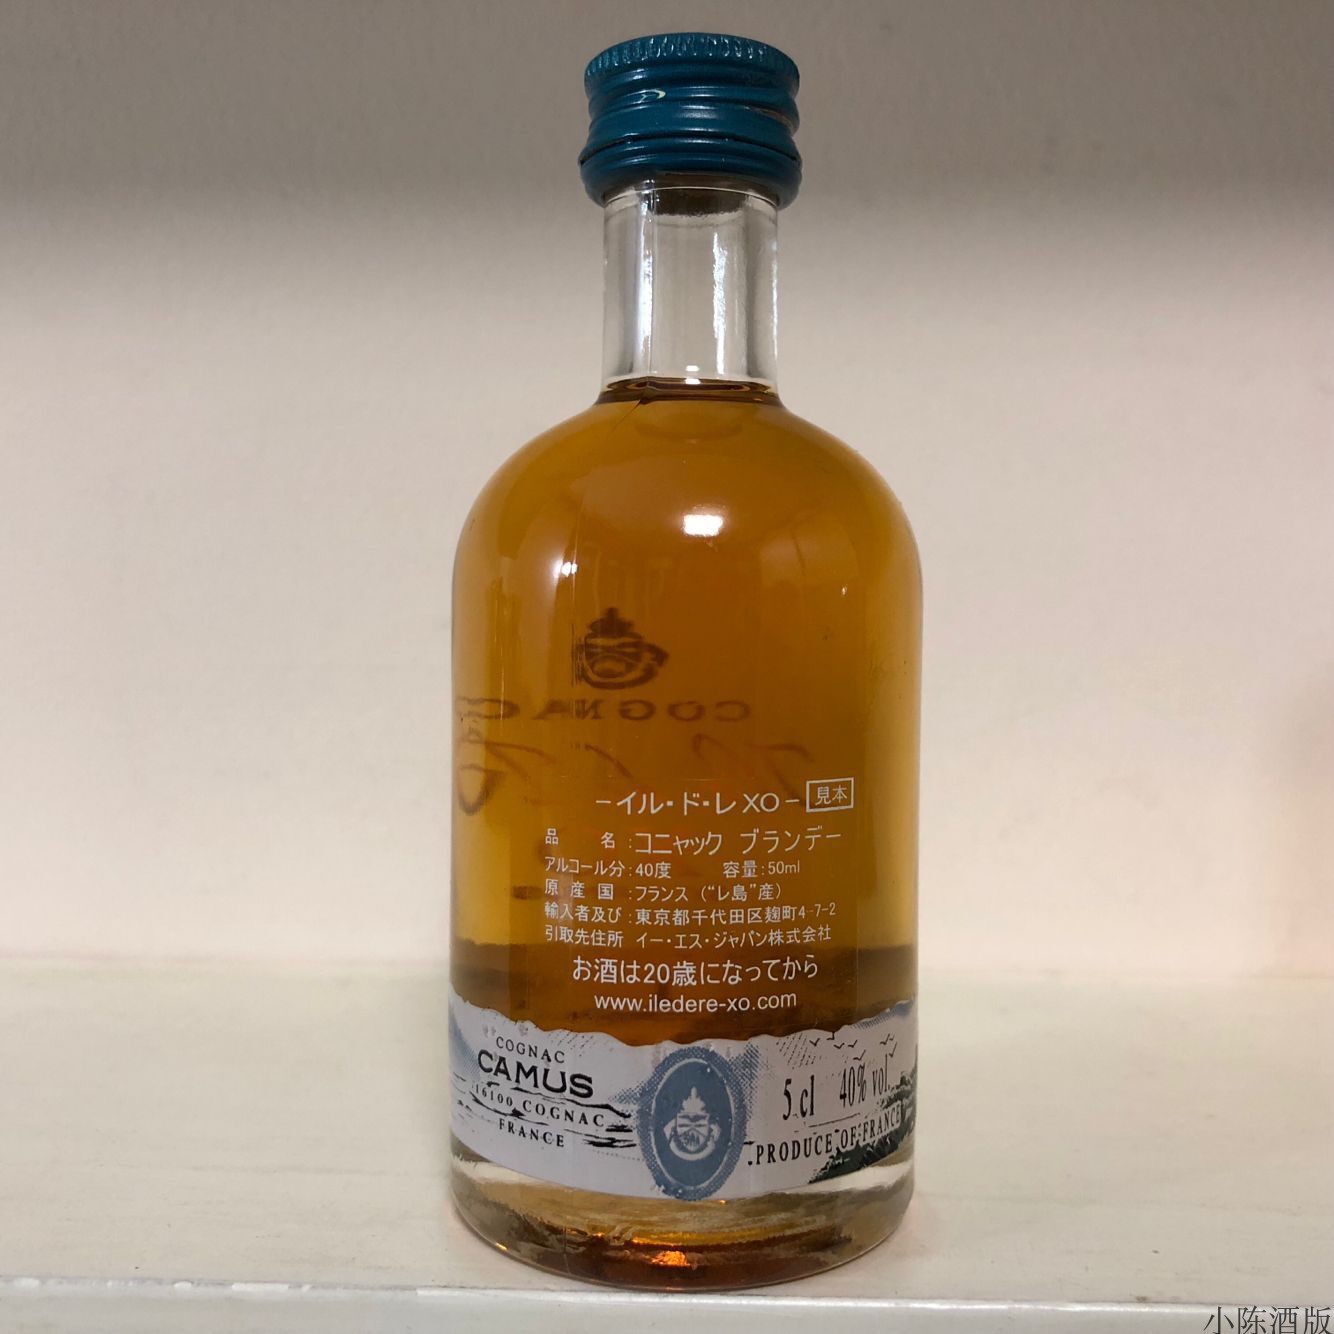 COGNAC
-イル・ド・レ XO- 見本
品 名:コニャック ブランデー
アルコール分:40度 容量:50ml
原産国:フランス（“レ島”産）
輸入者及び:東京都千代田区麹町4-7-2
引取先住所 イー・エス・ジャパン株式会社
お酒は20歳になってから
www.iledere-xo.com
COGNAC
CAMUS
16100 COGNAC
FRANCE
5 cl 40% vol
PRODUCE OF FRANCE
小陈酒版